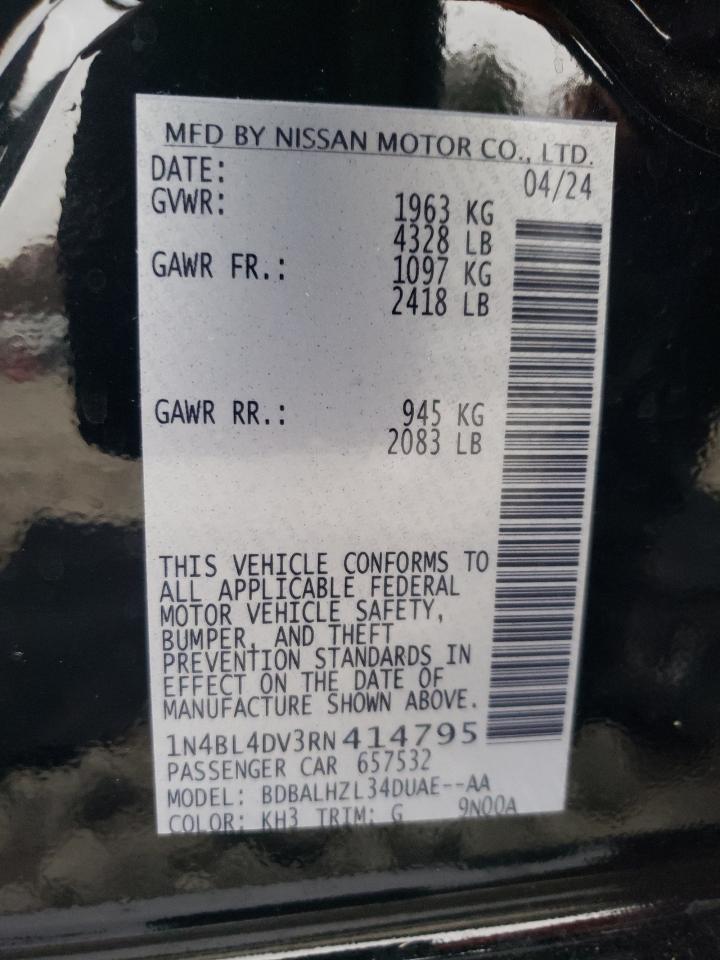 MFD BY NISSAN MOTOR CO., LTD.
DATE: 04/24
GVWR: 1963 KG
4328 LB
GAWR FR.: 1097 KG
2418 LB
GAWR RR.: 945 KG
2083 LB
THIS VEHICLE CONFORMS TO
ALL APPLICABLE FEDERAL
MOTOR VEHICLE SAFETY,
BUMPER, AND THEFT
PREVENTION STANDARDS IN
EFFECT ON THE DATE OF
MANUFACTURE SHOWN ABOVE.
1N4BL4DV3RN414795
PASSENGER CAR 657532
MODEL: BDBALHZL34DUAE--AA
COLOR: KH3 TRIM: G 9N00A